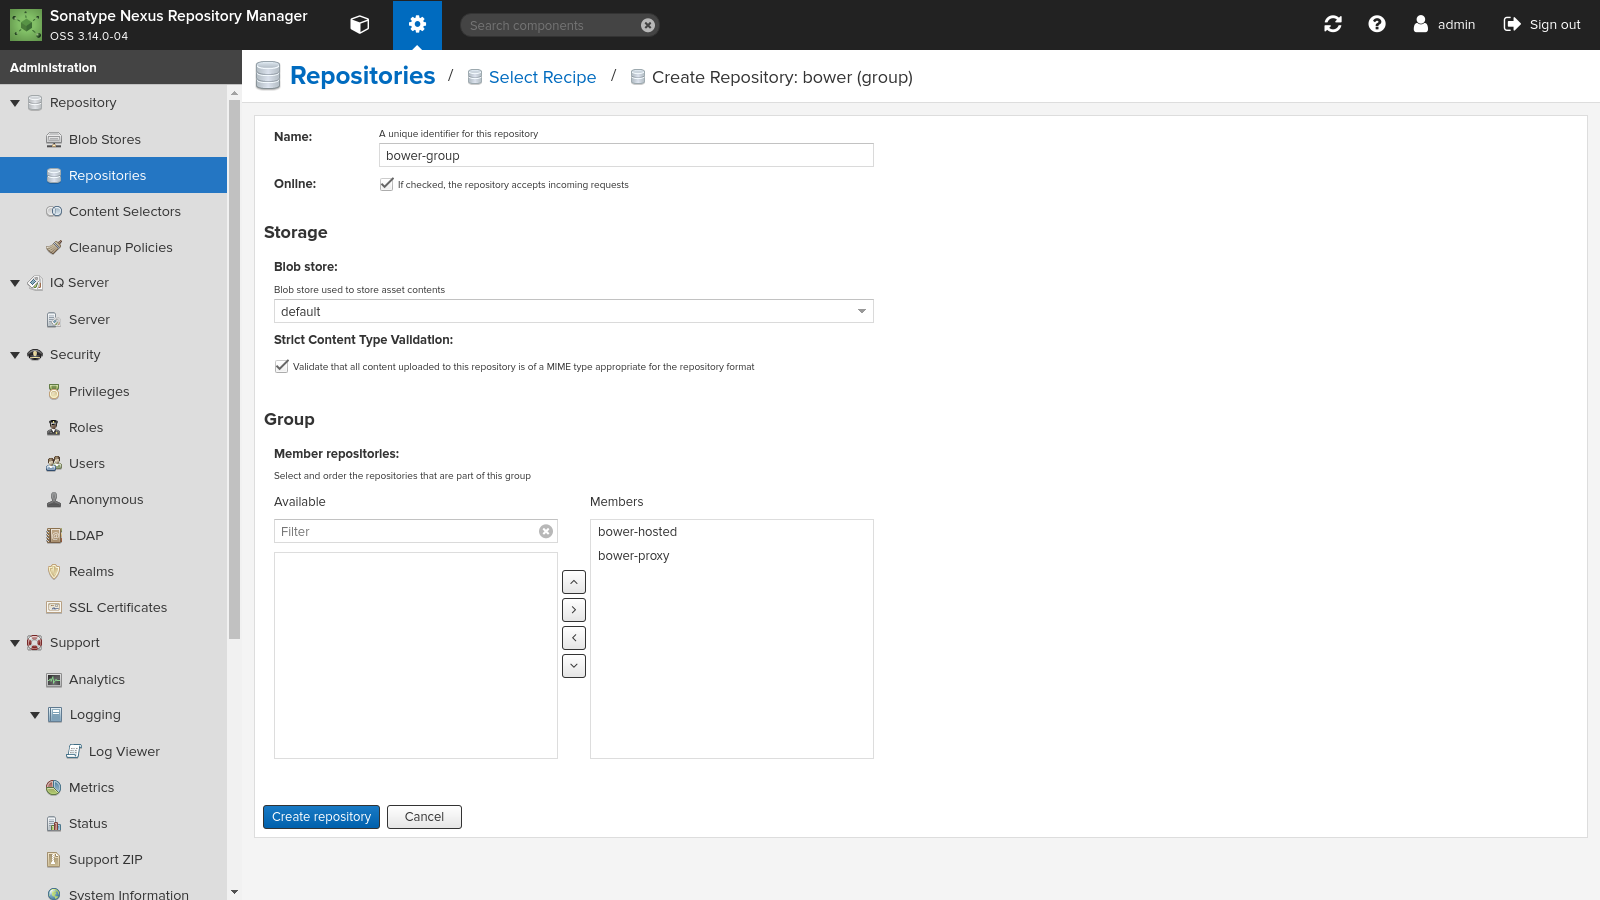 Sonatype Nexus Repository Manager
OSS 3.14.0-04
Search components
admin
Sign out
Administration
Repository
Blob Stores
Repositories
Content Selectors
Cleanup Policies
IQ Server
Server
Security
Privileges
Roles
Users
Anonymous
LDAP
Realms
SSL Certificates
Support
Analytics
Logging
Log Viewer
Metrics
Status
Support ZIP
System Information
Repositories / Select Recipe / Create Repository: bower (group)
Name:
A unique identifier for this repository
bower-group
Online:
If checked, the repository accepts incoming requests
Storage
Blob store:
Blob store used to store asset contents
default
Strict Content Type Validation:
Validate that all content uploaded to this repository is of a MIME type appropriate for the repository format
Group
Member repositories:
Select and order the repositories that are part of this group
Available
Filter
Members
bower-hosted
bower-proxy
Create repository
Cancel